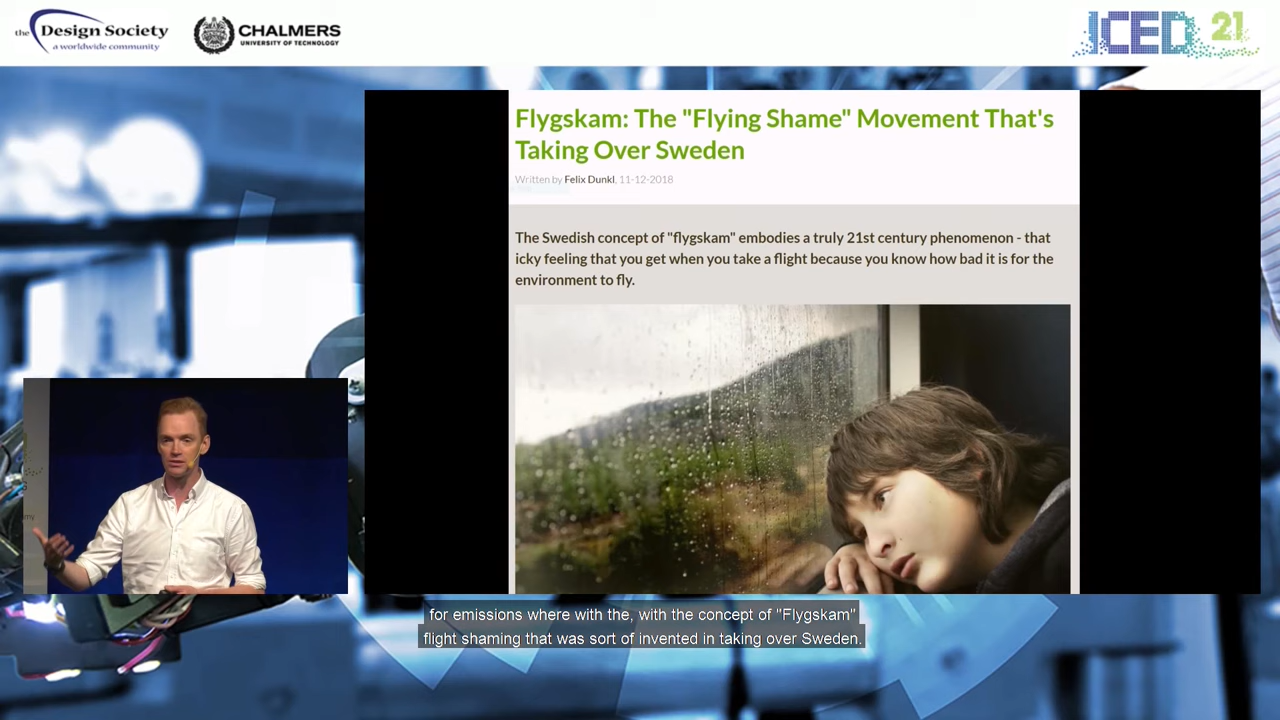 the Design Society
a worldwide community
CHALMERS
UNIVERSITY OF TECHNOLOGY
ICED 21
Flygskam: The "Flying Shame" Movement That's
Taking Over Sweden
Written by Felix Dunkl, 11-12-2018
The Swedish concept of "flygskam" embodies a truly 21st century phenomenon - that
icky feeling that you get when you take a flight because you know how bad it is for the
environment to fly.
for emissions where with the, with the concept of "Flygskam"
flight shaming that was sort of invented in taking over Sweden.